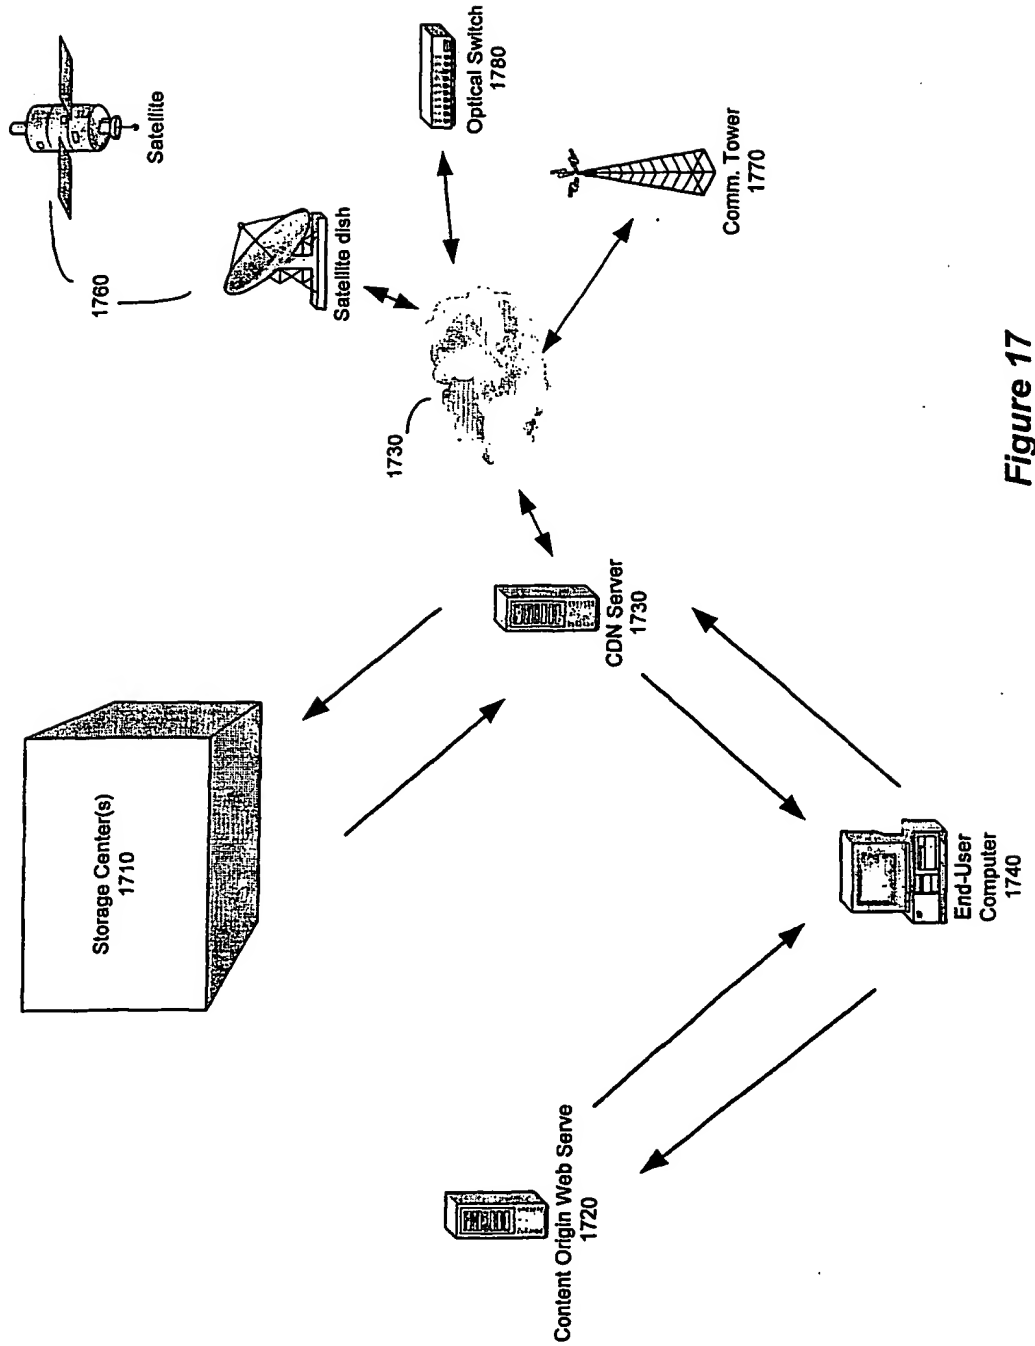 Storage Center(s)
1710
1760
Satellite
Satellite dish
Optical Switch
1780
1730
Comm. Tower
1770
CDN Server
1730
Content Origin Web Serve
1720
End-User
Computer
1740
Figure 17